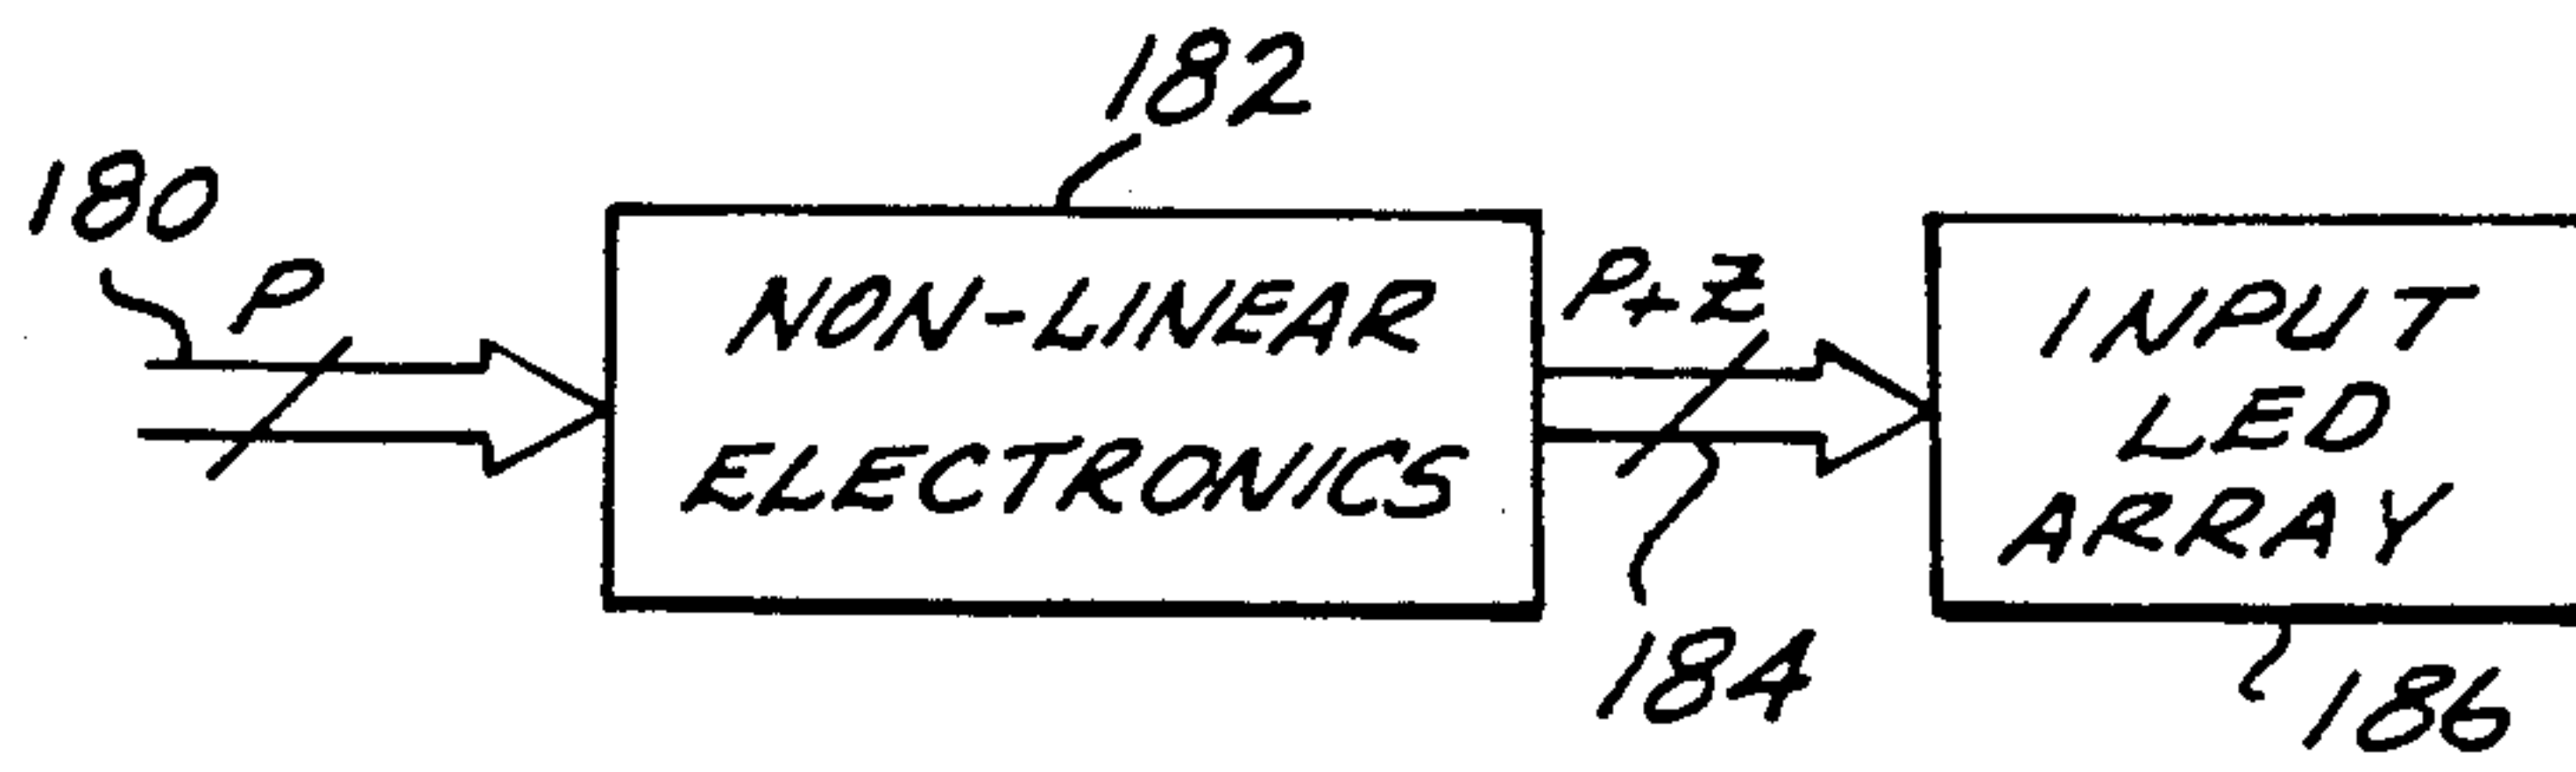 182
180
P
NON-LINEAR
ELECTRONICS
P+Z
INPUT
LED
ARRAY
184
186